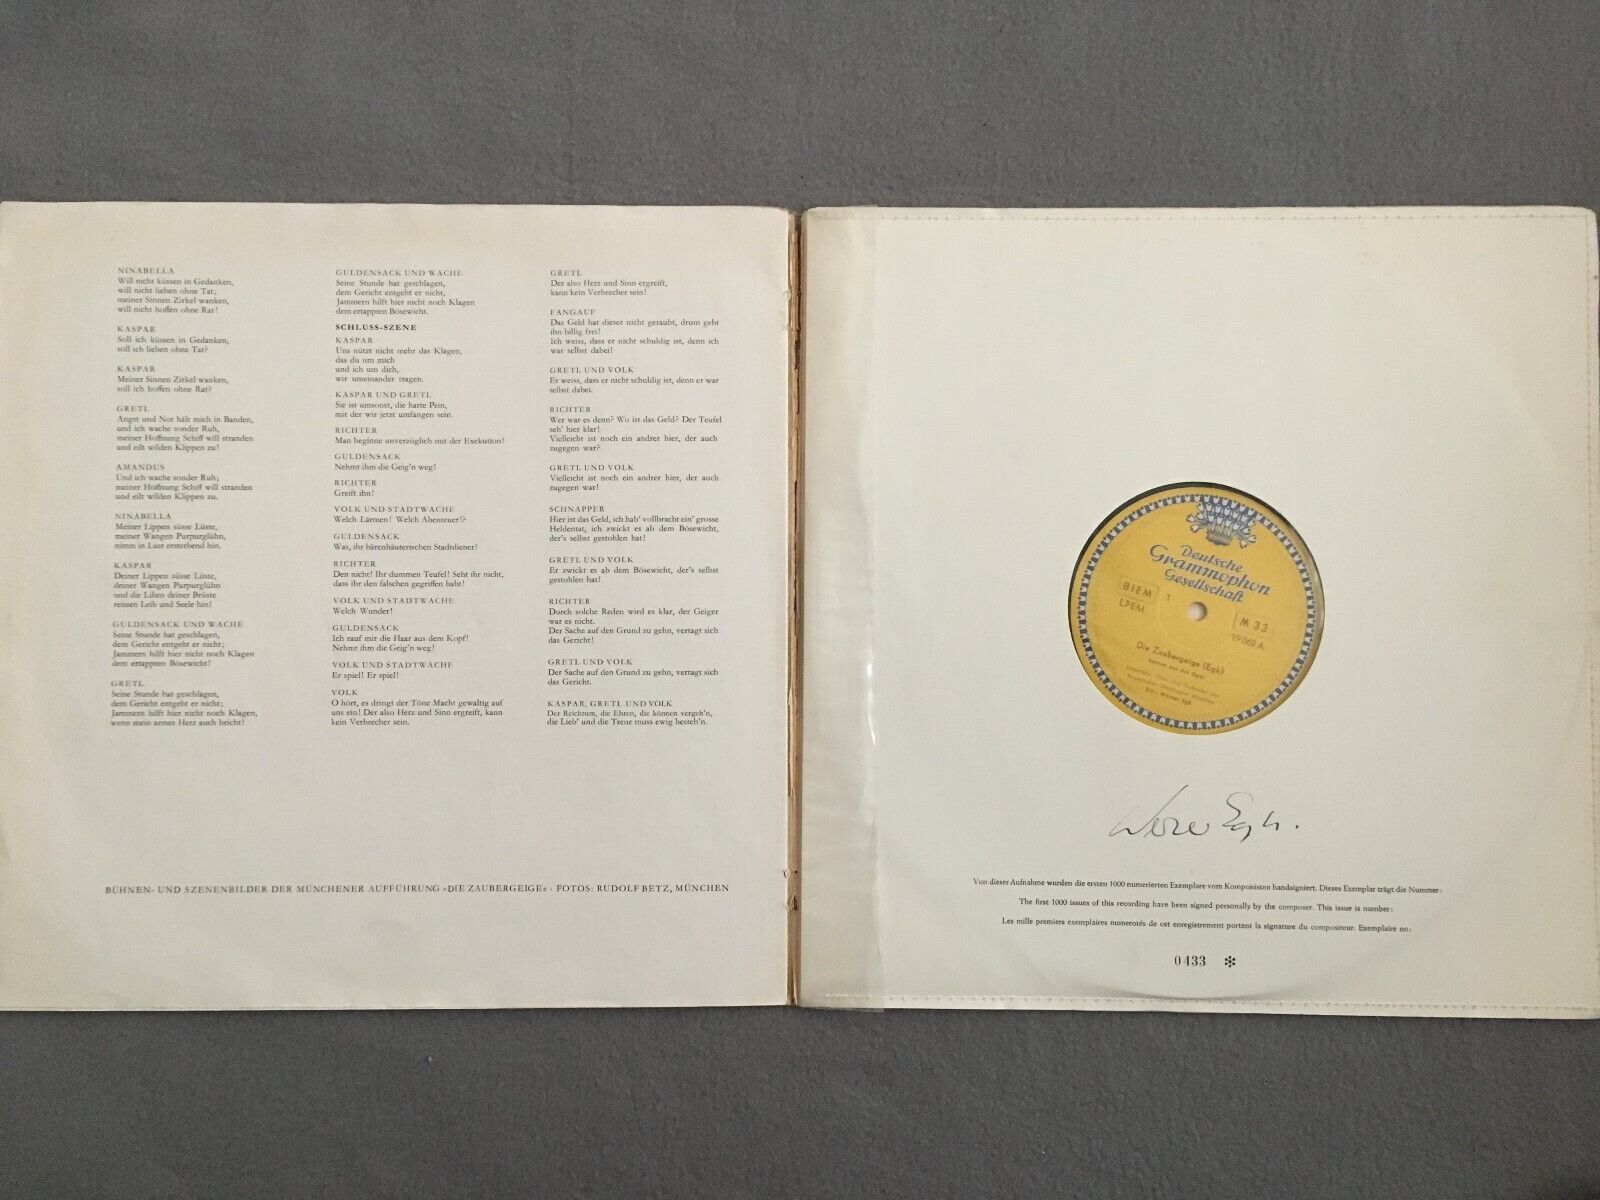 NINABELLA
Will nicht küssen in Gedanken,
will nicht lieben ohne Tat;
meiner Sinnen Zirkel wanken,
will nicht hoffen ohne Rat!
KASPAR
Soll ich küssen in Gedanken,
soll ich lieben ohne Tat?
KASPAR
Meiner Sinnen Zirkel wanken,
soll ich hoffen ohne Rat?
GRETL
Angst und Not hält mich in Banden,
und ich wache sonder Ruh,
meiner Hoffnung Schiff will stranden
und eilt wilden Klippen zu!
AMANDUS
Und ich wache sonder Ruh;
meiner Hoffnung Schiff will stranden
und eilt wilden Klippen zu.
NINABELLA
Meiner Lippen süsse Lüste,
meiner Wangen Purpurglühn,
nimm in Lust ersterbend hin.
KASPAR
Deiner Lippen süsse Lüste,
deiner Wangen Purpurglühn
und die Lilien deiner Brüste
reissen Leib und Seele hin!
GULDENSACK UND WACHE
Seine Stunde hat geschlagen,
dem Gericht entgeht er nicht;
Jammern hilft hier nicht noch Klagen
dem ertappten Bösewicht!
GRETL
Seine Stunde hat geschlagen,
dem Gericht entgeht er nicht;
Jammern hilft hier nicht noch Klagen,
wenn mein armes Herz auch bricht!
GULDENSACK UND WACHE
Seine Stunde hat geschlagen,
dem Gericht entgeht er nicht,
Jammern hilft hier nicht noch Klagen
dem ertappten Bösewicht.
SCHLUSS-SZENE
KASPAR
Uns nützt nicht mehr das Klagen,
das du um mich
und ich um dich,
wir umeinander tragen.
KASPAR UND GRETL
Sie ist umsonst, die harte Pein,
mit der wir jetzt umfangen sein.
RICHTER
Man beginne unverzüglich mit der Exekution!
GULDENSACK
Nehmt ihm die Geig'n weg!
RICHTER
Greift ihn!
VOLK UND STADTWACHE
Welch Lärmen! Welch Abenteuer!?
GULDENSACK
Was, ihr bärenhäuterischen Stadtdiener!
RICHTER
Den nicht! Ihr dummen Teufel! Seht ihr nicht,
dass ihr den falschen gegriffen habt!
VOLK UND STADTWACHE
Welch Wunder!
GULDENSACK
Ich rauf mir die Haar aus dem Kopf!
Nehmt ihm die Geig'n weg!
VOLK UND STADTWACHE
Er spiel! Er spiel!
VOLK
O hört, es dringt der Töne Macht gewaltig auf
uns ein! Der also Herz und Sinn ergreift, kann
kein Verbrecher sein.
GRETL
Der also Herz und Sinn ergreift,
kann kein Verbrecher sein!
FANGAUF
Das Geld hat dieser nicht geraubt, drum geht
ihn billig frei!
Ich weiss, dass er nicht schuldig ist, denn ich
war selbst dabei!
GRETL UND VOLK
Er weiss, dass er nicht schuldig ist, denn er war
selbst dabei.
RICHTER
Wer war es denn? Wo ist das Geld? Der Teufel
seh' hier klar!
Vielleicht ist noch ein andrer hier, der auch
zugegen war?
GRETL UND VOLK
Vielleicht ist noch ein andrer hier, der auch
zugegen war!
SCHNAPPER
Hier ist das Geld, ich hab' vollbracht ein' grosse
Heldentat, ich zwickt es ab dem Bösewicht,
der's selbst gestohlen hat!
GRETL UND VOLK
Er zwickt es ab dem Bösewicht, der's selbst
gestohlen hat!
RICHTER
Durch solche Reden wird es klar, der Geiger
war es nicht.
Der Sache auf den Grund zu gehn, vertagt sich
das Gericht!
GRETL UND VOLK
Der Sache auf den Grund zu gehn, vertagt sich
das Gericht.
KASPAR, GRETL UND VOLK
Der Reichtum, die Ehren, die können vergeh'n,
die Lieb' und die Treue muss ewig besteh'n.
BÜHNEN- UND SZENENBILDER DER MÜNCHENER AUFFÜHRUNG »DIE ZAUBERGEIGE« - FOTOS: RUDOLF BETZ, MÜNCHEN
Deutsche
Grammophon
Gesellschaft
BIEM
LPEM
1
M 33
19 069 A
Die Zaubergeige (Egk)
Szenen aus der Oper
Dir.: Werner Egk
Werner Egk.
Von dieser Aufnahme wurden die ersten 1000 numerierten Exemplare vom Komponisten handsigniert. Dieses Exemplar trägt die Nummer:
The first 1000 issues of this recording have been signed personally by the composer. This issue is number:
Les mille premiers exemplaires numerotés de cet enregistrement portent la signature du compositeur. Exemplaire no:
0433 ✻